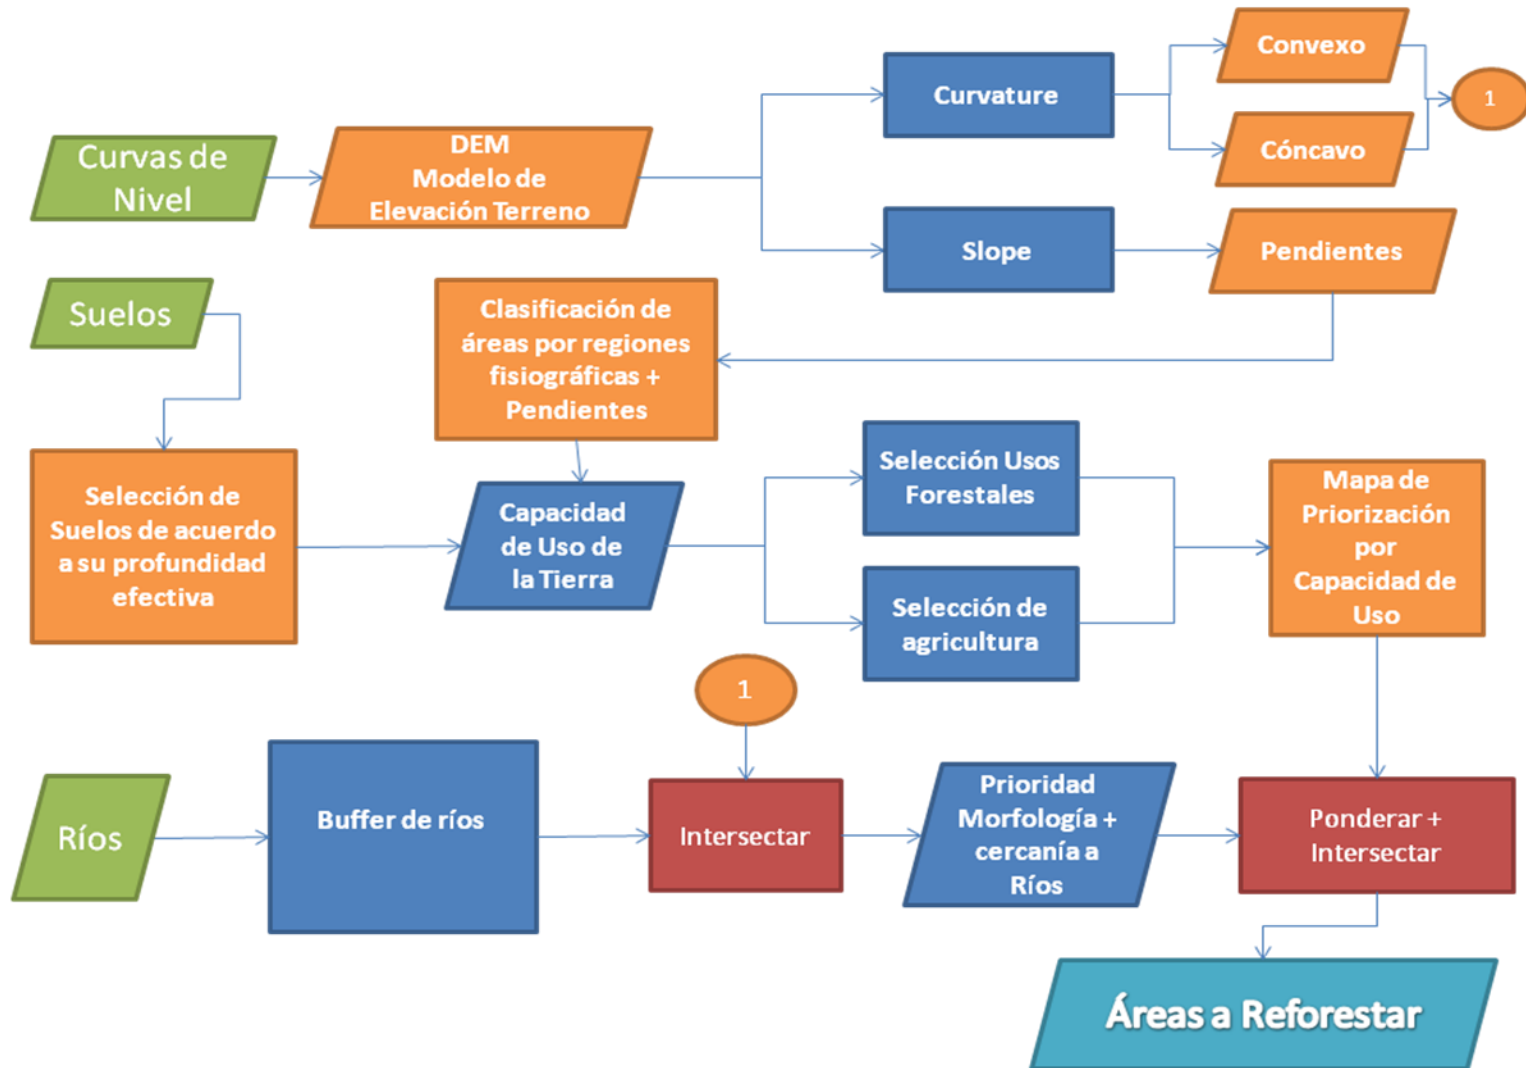 Convexo
1
Curvature
Curvas de
Nivel
DEM
Modelo de
Elevación Terreno
Cóncavo
Slope
Pendientes
Suelos
Clasificación de
áreas por regiones
fisiográficas +
Pendientes
Selección de
Suelos de acuerdo
a su profundidad
efectiva
Capacidad
de Uso de
la Tierra
Selección Usos
Forestales
Selección de
agricultura
Mapa de
Priorización
por
Capacidad de
Uso
1
Ríos
Buffer de ríos
Intersectar
Prioridad
Morfología +
cercanía a
Ríos
Ponderar +
Intersectar
Áreas a Reforestar